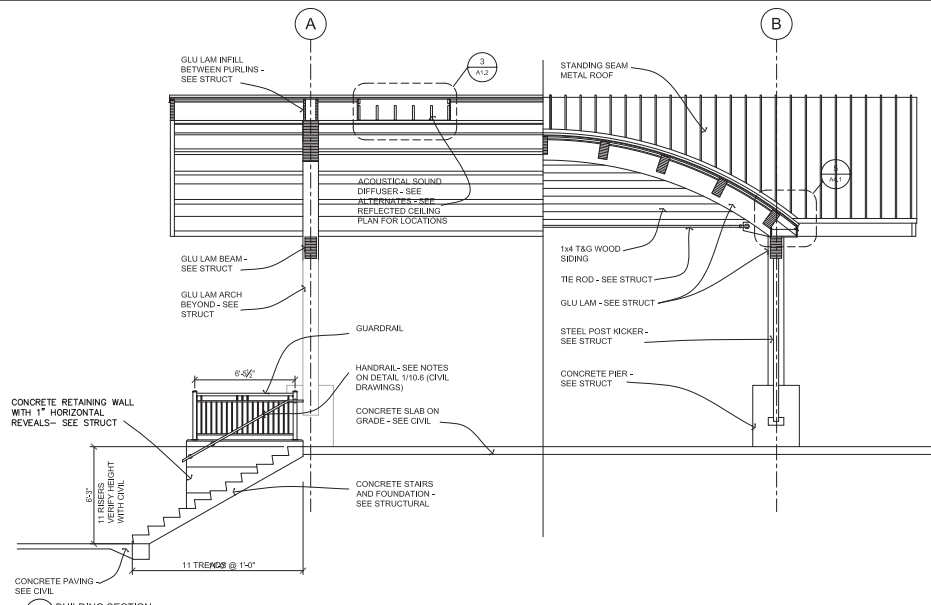 A
B
GLU LAM INFILL
BETWEEN PURLINS -
SEE STRUCT
3
A1.2
STANDING SEAM
METAL ROOF
5
ACOUSTICAL SOUND
DIFFUSER - SEE
ALTERNATES - SEE
REFLECTED CEILING
PLAN FOR LOCATIONS
1x4 T&G WOOD
SIDING
GLU LAM BEAM -
SEE STRUCT
TIE ROD - SEE STRUCT
GLU LAM ARCH
BEYOND - SEE
STRUCT
GLU LAM - SEE STRUCT
GUARDRAIL
STEEL POST KICKER -
SEE STRUCT
6'-5½"
HANDRAIL- SEE NOTES
ON DETAIL 1/10.6 (CIVIL
DRAWINGS)
CONCRETE PIER -
SEE STRUCT
CONCRETE RETAINING WALL
WITH 1" HORIZONTAL
REVEALS- SEE STRUCT
CONCRETE SLAB ON
GRADE - SEE CIVIL
6'-3"
11 RISERS
VERIFY HEIGHT
WITH CIVIL
CONCRETE STAIRS
AND FOUNDATION -
SEE STRUCTURAL
11 TREADS @ 1'-0"
CONCRETE PAVING -
SEE CIVIL
BUILDING SECTION